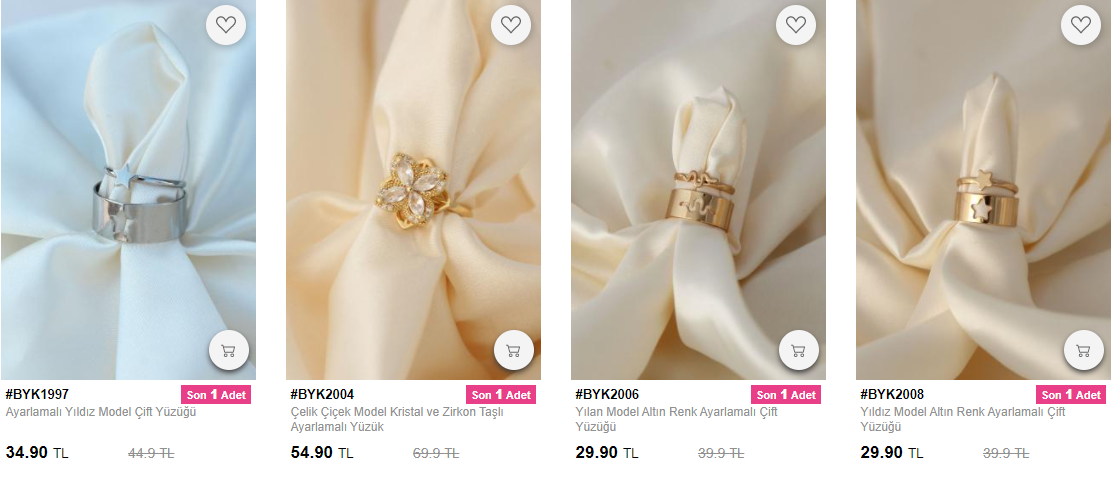 #BYK1997
Son 1 Adet
Ayarlamalı Yıldız Model Çift Yüzüğü
34.90 TL
44.9 TL
#BYK2004
Son 1 Adet
Çelik Çiçek Model Kristal ve Zirkon Taşlı
Ayarlamalı Yüzük
54.90 TL
69.9 TL
#BYK2006
Son 1 Adet
Yılan Model Altın Renk Ayarlamalı Çift
Yüzüğü
29.90 TL
39.9 TL
#BYK2008
Son 1 Adet
Yıldız Model Altın Renk Ayarlamalı Çift
Yüzüğü
29.90 TL
39.9 TL